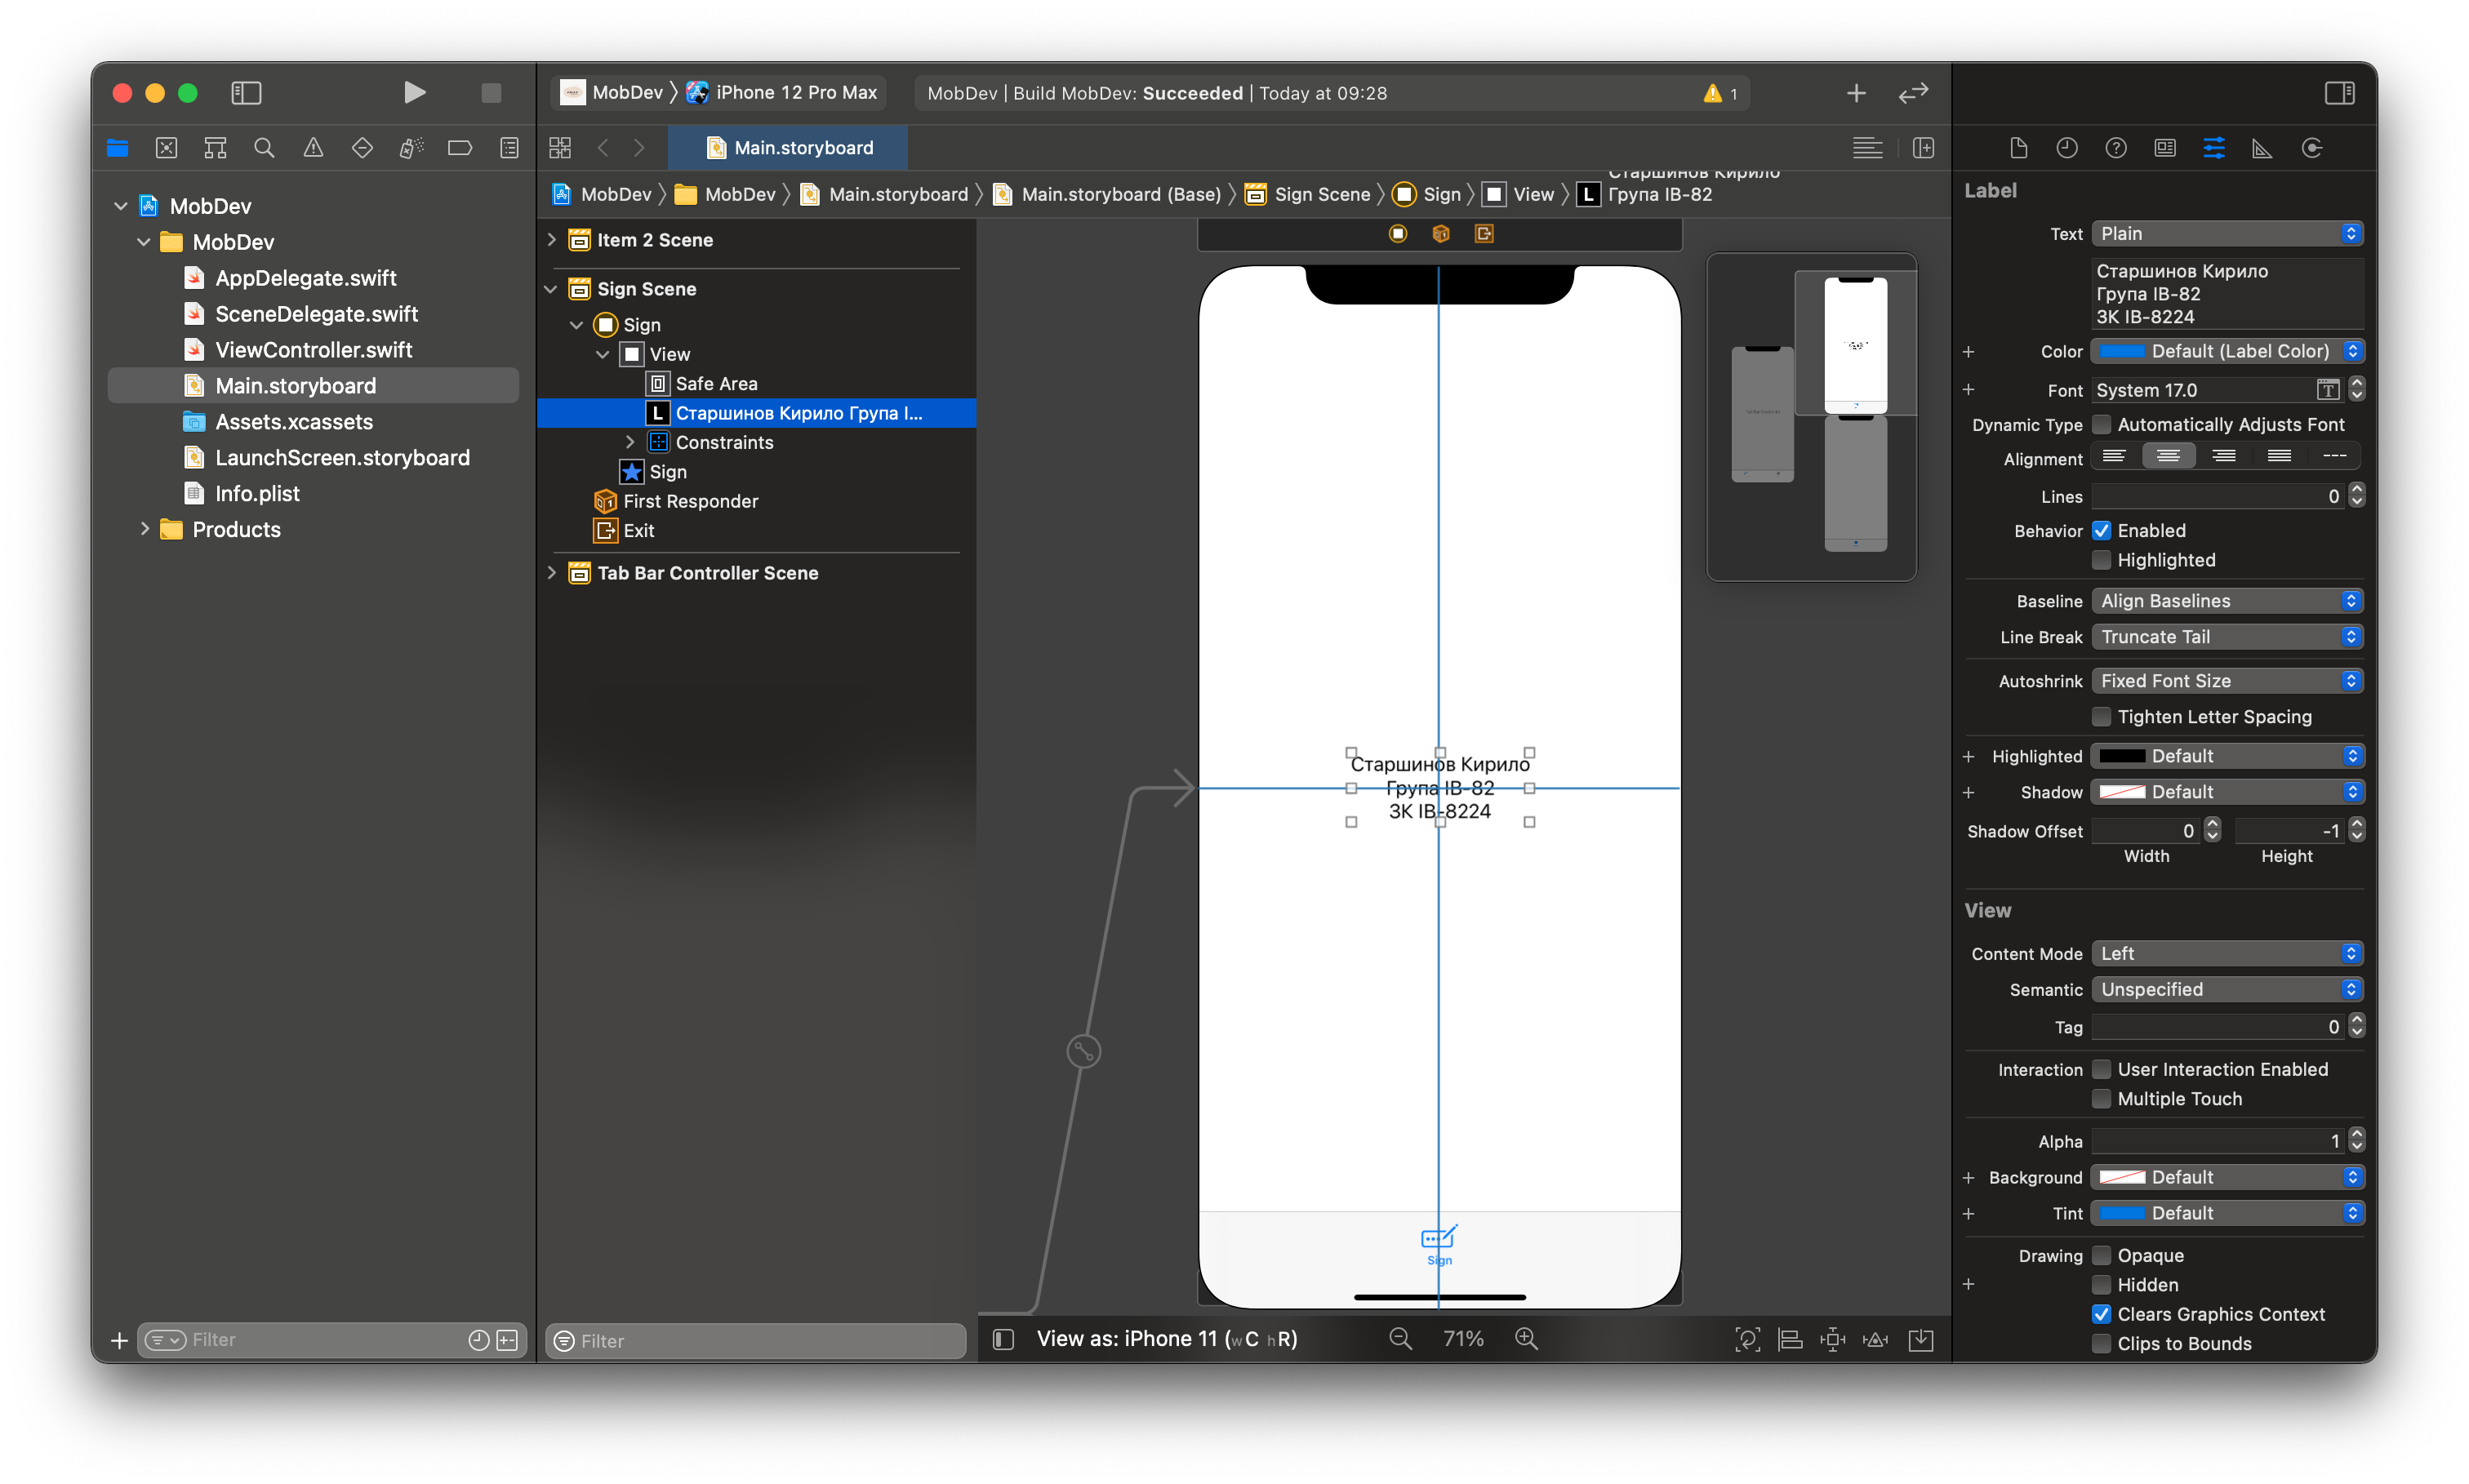 MobDev 〉 iPhone 12 Pro Max
MobDev | Build MobDev: Succeeded | Today at 09:28
1
Main.storyboard
MobDev 〉 MobDev 〉 Main.storyboard 〉 Main.storyboard (Base) 〉 Sign Scene 〉 Sign 〉 View 〉 L Старшинов Кирило
Група ІВ-82
MobDev
MobDev
AppDelegate.swift
SceneDelegate.swift
ViewController.swift
Main.storyboard
Assets.xcassets
LaunchScreen.storyboard
Info.plist
Products
Filter
Item 2 Scene
Sign Scene
Sign
View
Safe Area
L Старшинов Кирило Група І...
Constraints
Sign
First Responder
Exit
Tab Bar Controller Scene
Filter
Старшинов Кирило
Група ІВ-82
ЗК ІВ-8224
Sign
View as: iPhone 11 (wC hR)
71%
Label
Text Plain
Старшинов Кирило
Група ІВ-82
ЗК ІВ-8224
Color Default (Label Color)
Font System 17.0
Dynamic Type Automatically Adjusts Font
Alignment
Lines 0
Behavior Enabled
Highlighted
Baseline Align Baselines
Line Break Truncate Tail
Autoshrink Fixed Font Size
Tighten Letter Spacing
Highlighted Default
Shadow Default
Shadow Offset 0 -1
Width Height
View
Content Mode Left
Semantic Unspecified
Tag 0
Interaction User Interaction Enabled
Multiple Touch
Alpha 1
Background Default
Tint Default
Drawing Opaque
Hidden
Clears Graphics Context
Clips to Bounds